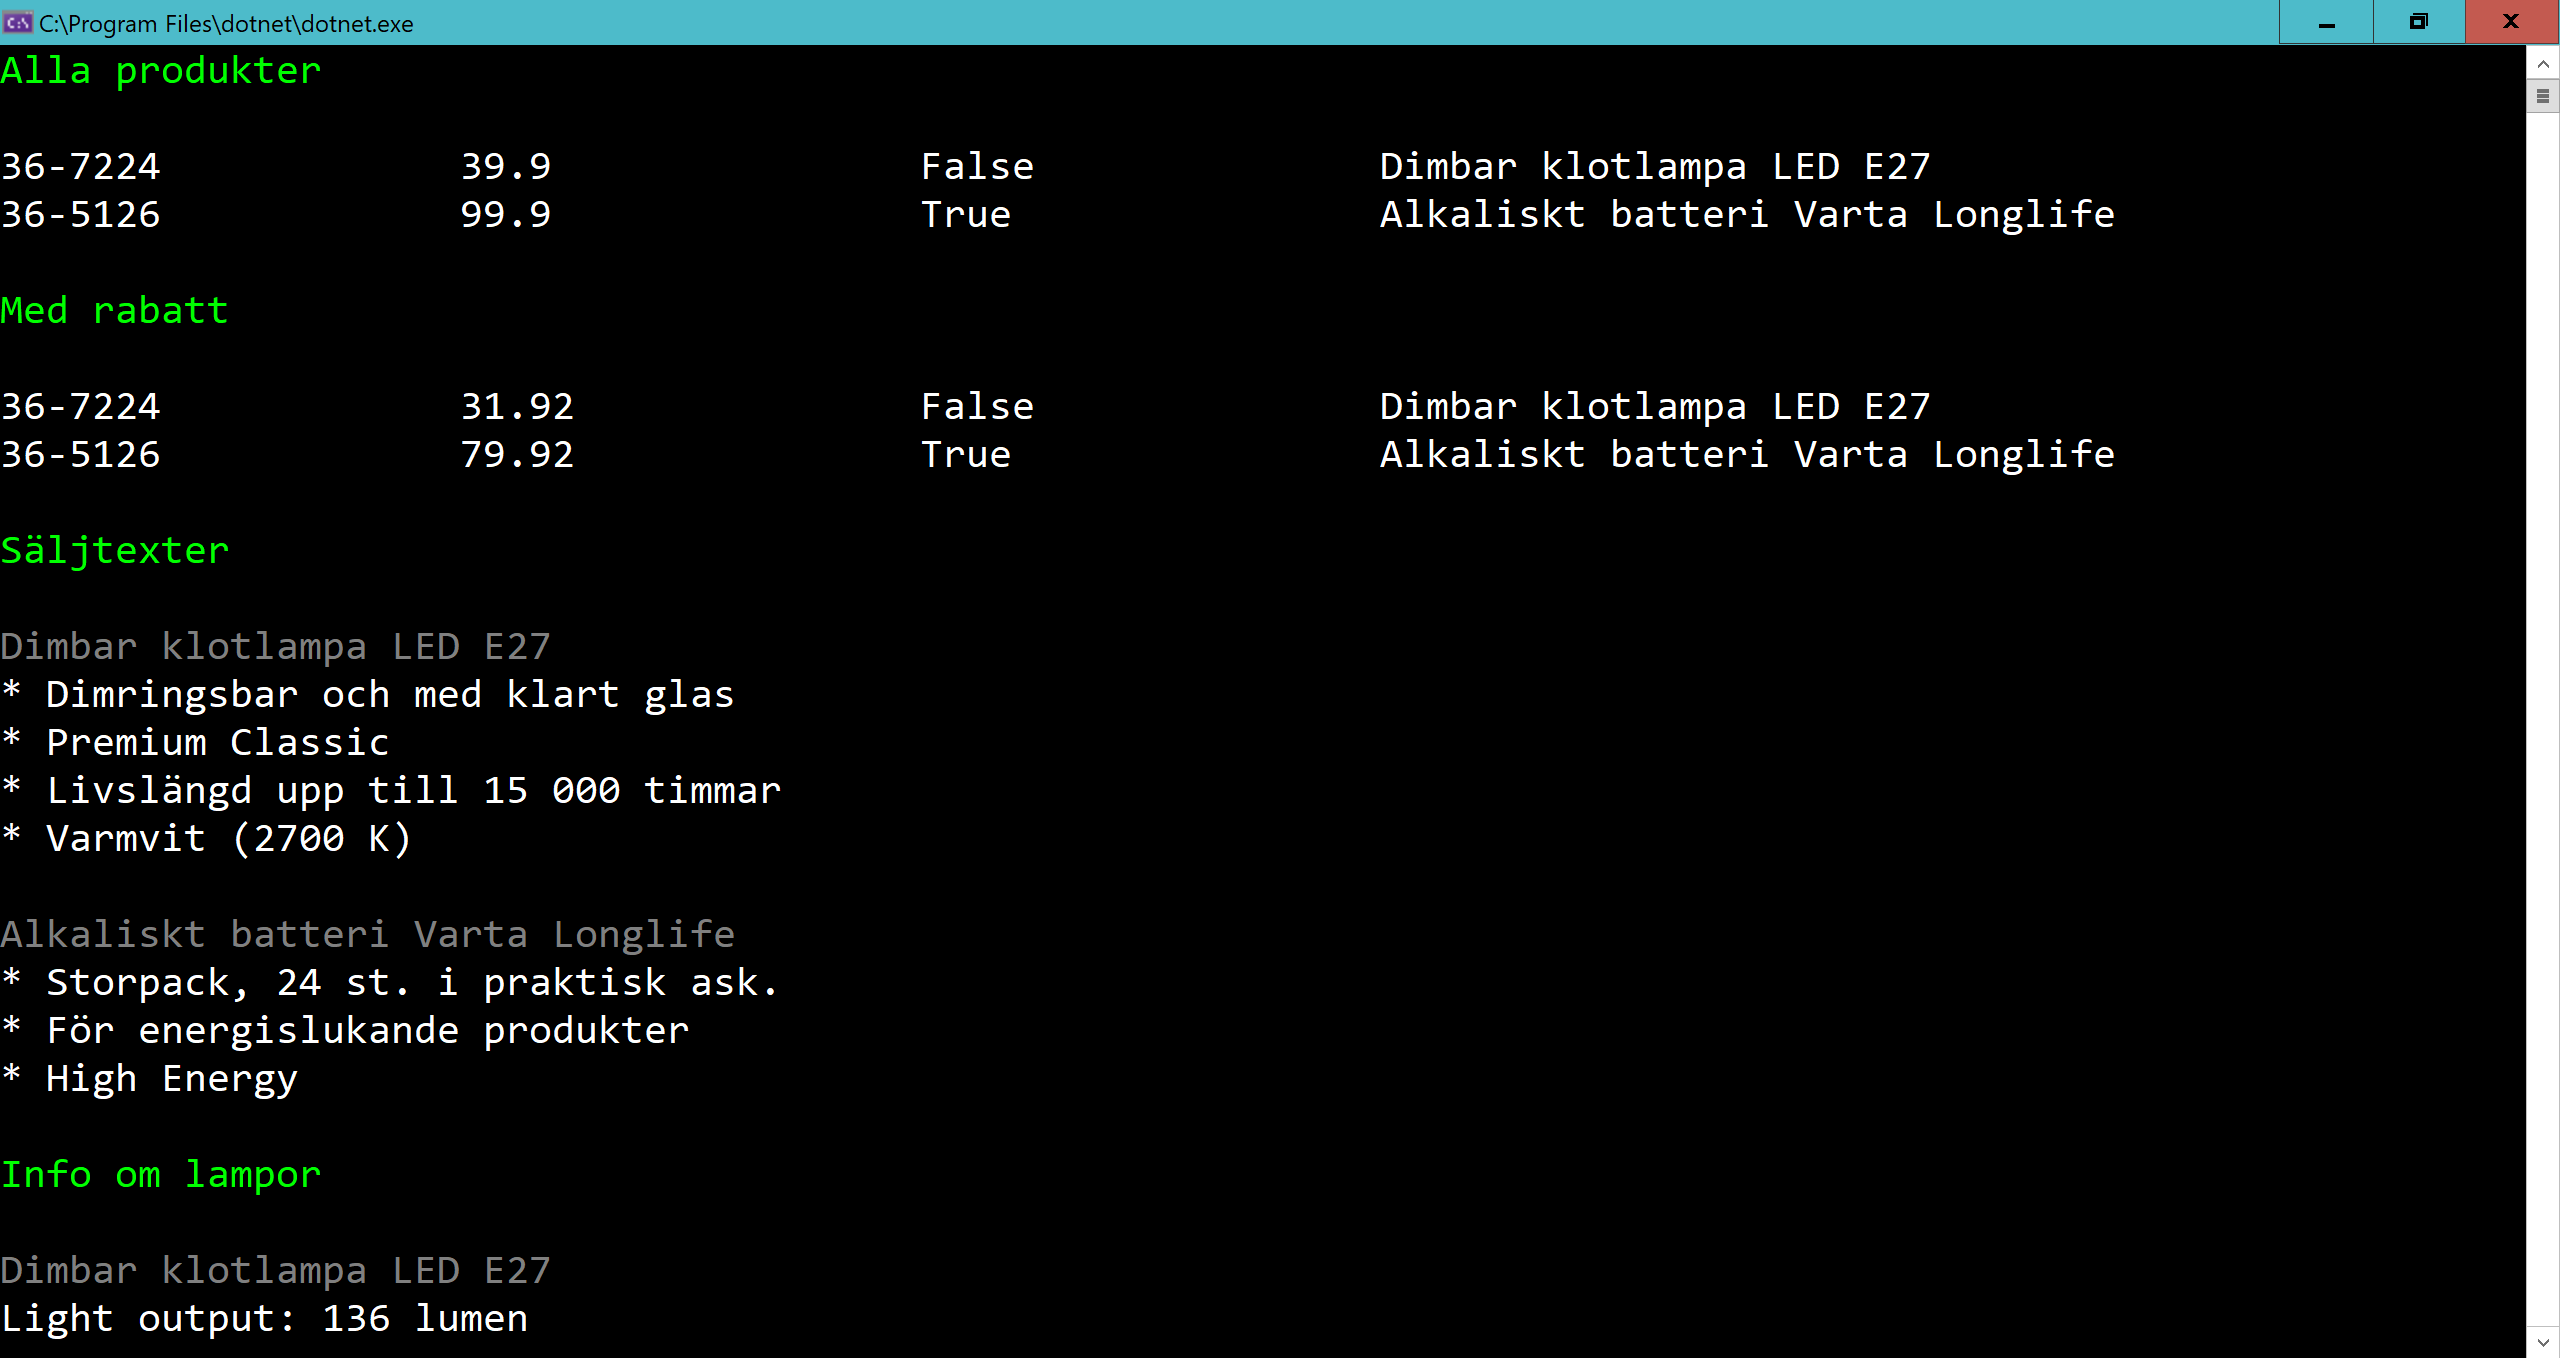 C:\Program Files\dotnet\dotnet.exe
Alla produkter
36-7224 39.9 False Dimbar klotlampa LED E27
36-5126 99.9 True Alkaliskt batteri Varta Longlife
Med rabatt
36-7224 31.92 False Dimbar klotlampa LED E27
36-5126 79.92 True Alkaliskt batteri Varta Longlife
Säljtexter
Dimbar klotlampa LED E27
* Dimringsbar och med klart glas
* Premium Classic
* Livslängd upp till 15 000 timmar
* Varmvit (2700 K)
Alkaliskt batteri Varta Longlife
* Storpack, 24 st. i praktisk ask.
* För energislukande produkter
* High Energy
Info om lampor
Dimbar klotlampa LED E27
Light output: 136 lumen